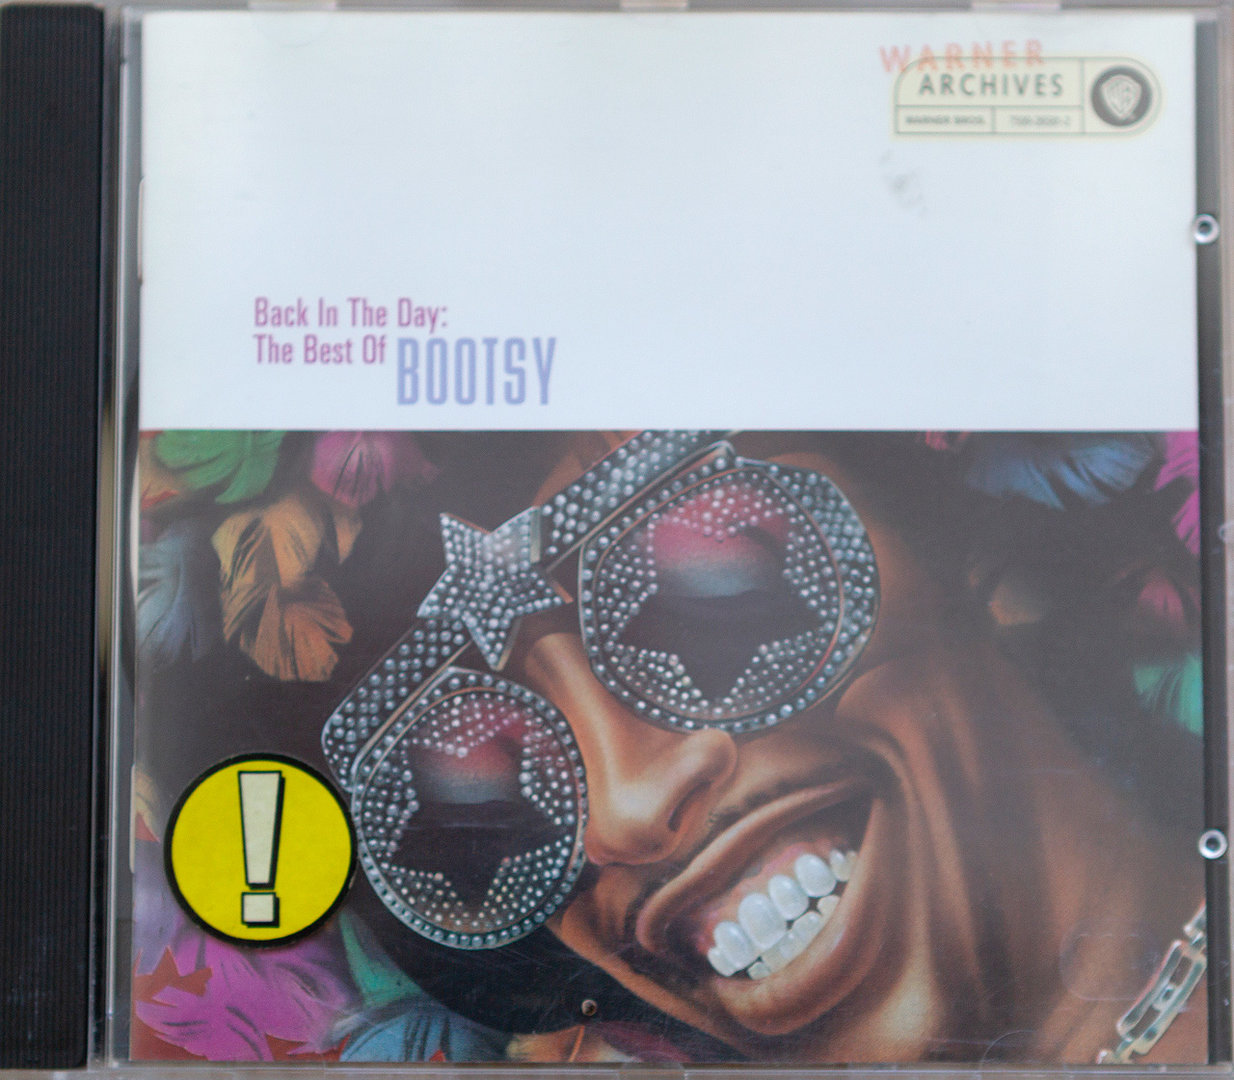 WARNER
ARCHIVES
WARNER BROS.
Back In The Day:
The Best Of BOOTSY
!